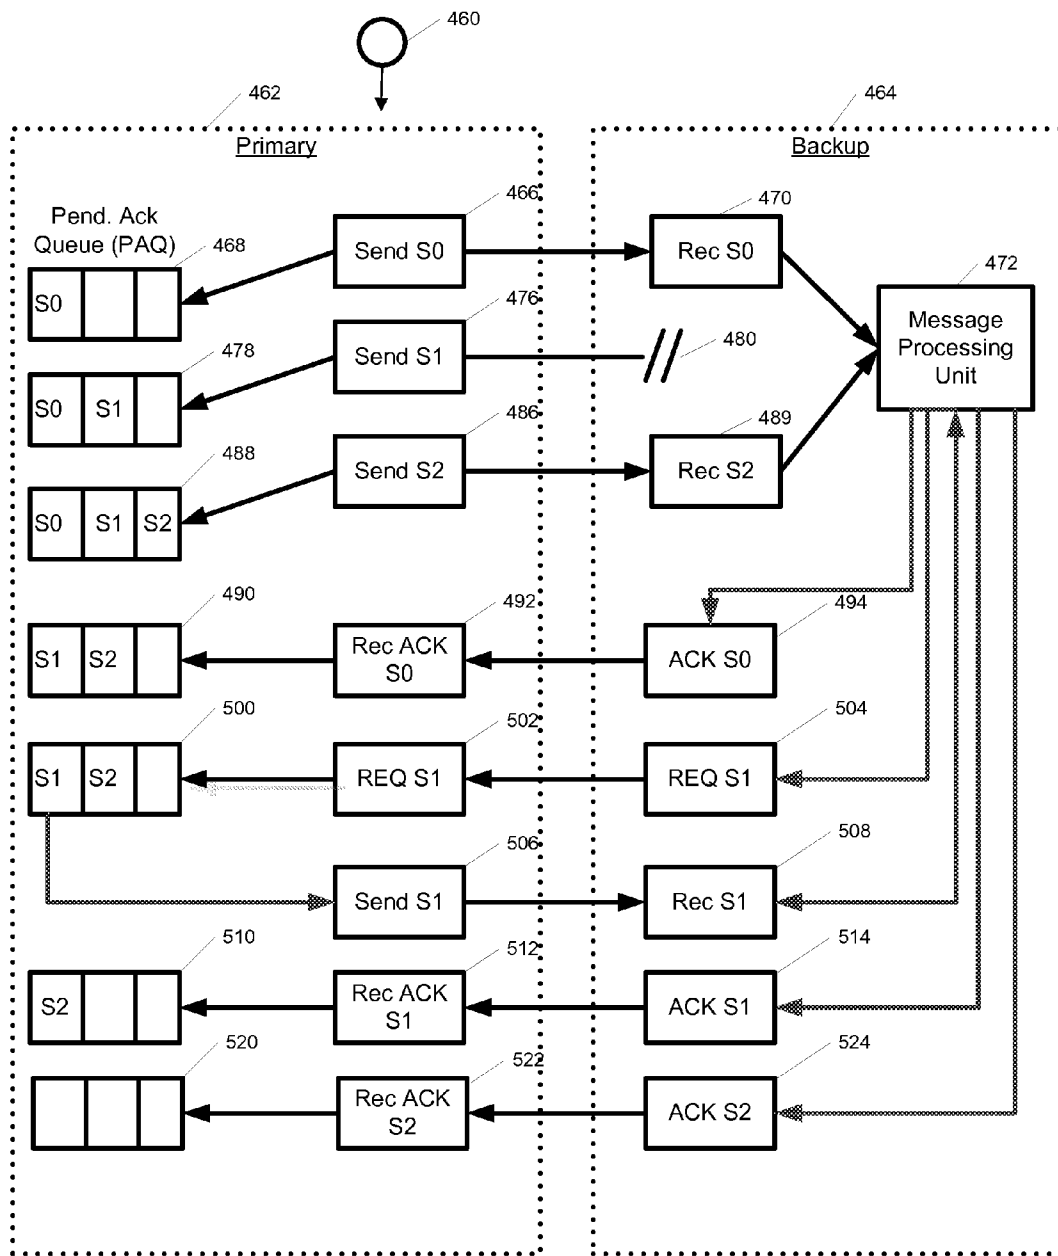 460
462
464
Primary
Backup
466
470
Pend. Ack
Queue (PAQ)
468
Send S0
Rec S0
472
S0
476
Message
Processing
Unit
478
Send S1
480
S0 S1
486
489
488
Send S2
Rec S2
S0 S1 S2
490
492
494
S1 S2
Rec ACK
S0
ACK S0
500
502
504
S1 S2
REQ S1
REQ S1
506
508
Send S1
Rec S1
510
512
514
S2
Rec ACK
S1
ACK S1
520
522
524
Rec ACK
S2
ACK S2